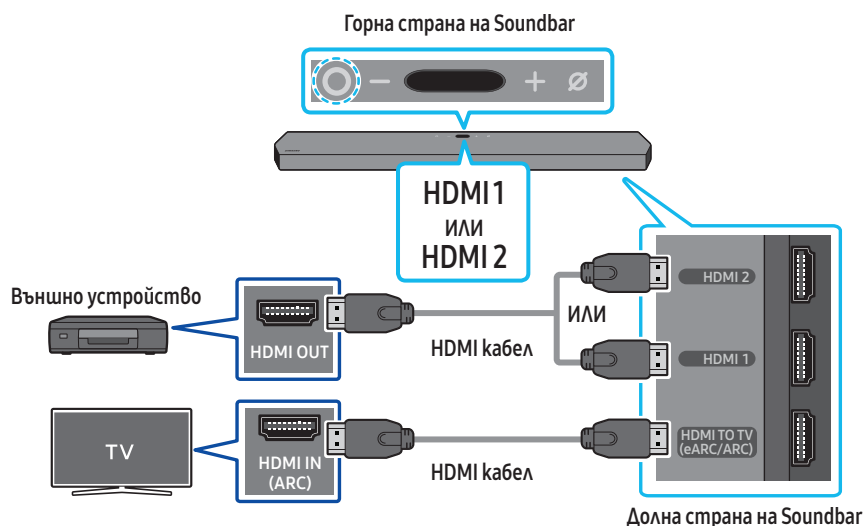 Горна страна на Soundbar
HDMI 1
или
HDMI 2
Външно устройство
HDMI OUT
HDMI кабел
или
HDMI 2
HDMI 1
TV
HDMI IN
(ARC)
HDMI кабел
HDMI TO TV
(eARC/ARC)
Долна страна на Soundbar